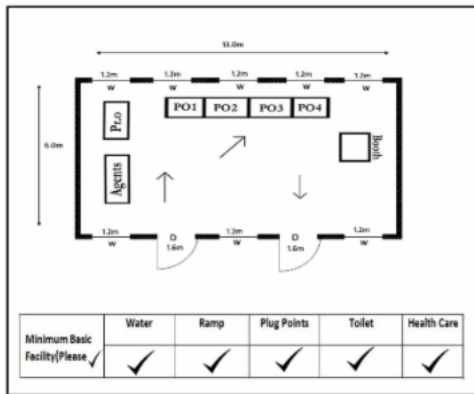 13.0m
1.2m 1.2m 1.2m 1.2m 1.2m
W W W W W
PO1 PO2 PO3 PO4
Pr.o
6.0m
Booth
Agents
1.2m D 1.2m D 1.2m
W 1.6m W 1.6m W
Water Ramp Plug Points Toilet Health Care
Minimum Basic
Facility(Please ✓ ✓ ✓ ✓ ✓ ✓